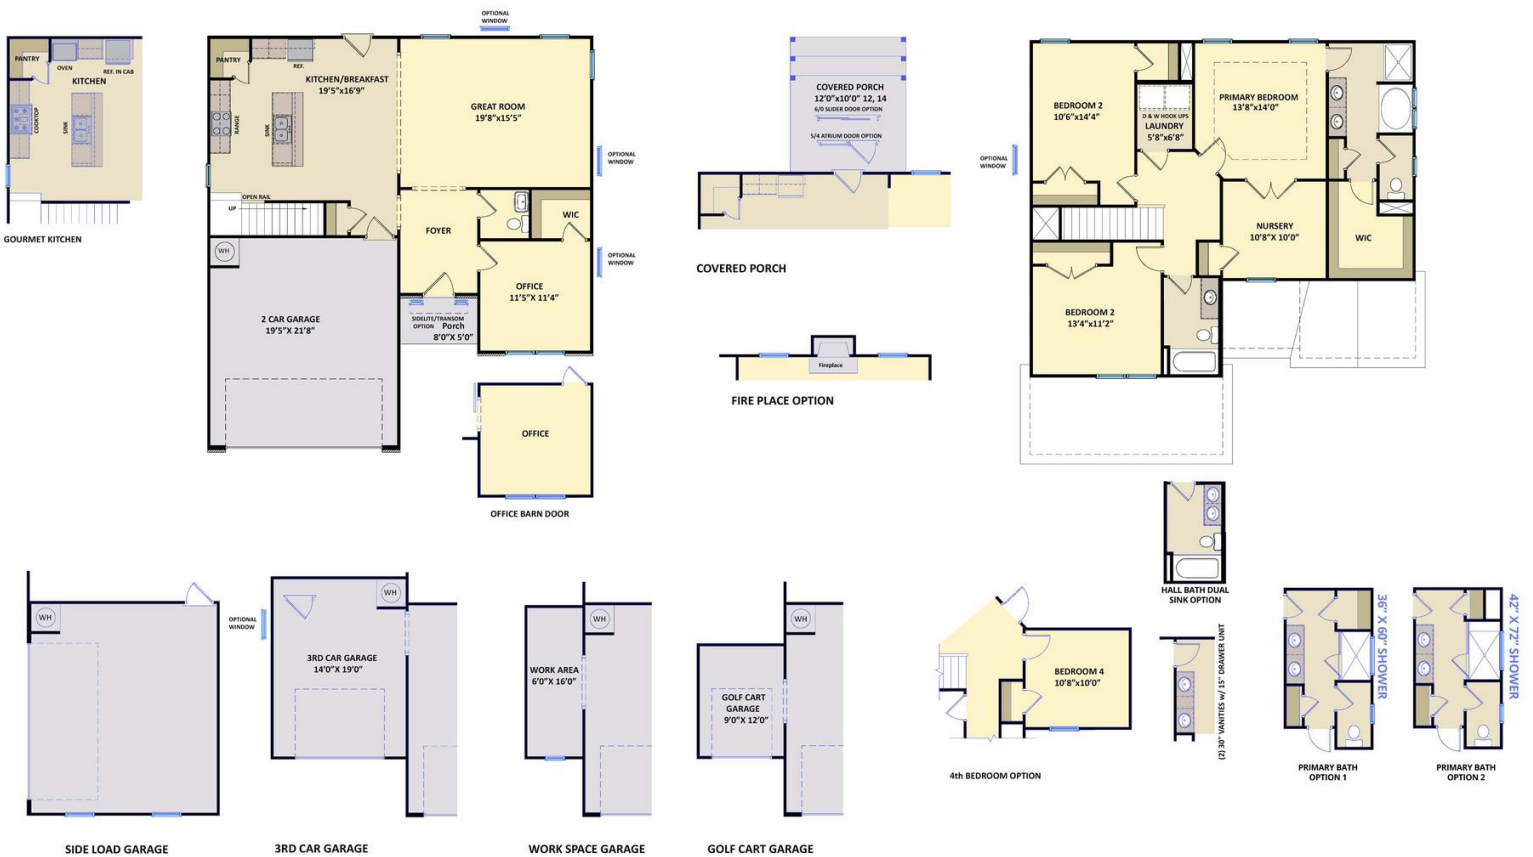 PANTRY
OVEN
REF. IN CAB
KITCHEN
COOKTOP
SINK
GOURMET KITCHEN
OPTIONAL
WINDOW
PANTRY
REF.
KITCHEN/BREAKFAST
19'5"x16'9"
RANGE
SINK
GREAT ROOM
19'8"x15'5"
OPTIONAL
WINDOW
OPEN RAIL
UP
WH
FOYER
WIC
OPTIONAL
WINDOW
OFFICE
11'5"X 11'4"
2 CAR GARAGE
19'5"X 21'8"
SIDELITE/TRANSOM
OPTION
Porch
8'0"X 5'0"
OFFICE
OFFICE BARN DOOR
COVERED PORCH
12'0"x10'0" 12, 14
6/0 SLIDER DOOR OPTION
5/4 ATRIUM DOOR OPTION
COVERED PORCH
Fireplace
FIRE PLACE OPTION
OPTIONAL
WINDOW
BEDROOM 2
10'6"x14'4"
D & W HOOK UPS
LAUNDRY
5'8"x6'8"
PRIMARY BEDROOM
13'8"x14'0"
NURSERY
10'8"X 10'0"
WIC
BEDROOM 2
13'4"x11'2"
HALL BATH DUAL
SINK OPTION
WH
SIDE LOAD GARAGE
OPTIONAL
WINDOW
WH
3RD CAR GARAGE
14'0"X 19'0"
3RD CAR GARAGE
WH
WORK AREA
6'0"X 16'0"
WORK SPACE GARAGE
WH
GOLF CART
GARAGE
9'0"X 12'0"
GOLF CART GARAGE
BEDROOM 4
10'8"x10'0"
4th BEDROOM OPTION
(2) 30" VANITIES w/ 15" DRAWER UNIT
36" X 60" SHOWER
PRIMARY BATH
OPTION 1
42" X 72" SHOWER
PRIMARY BATH
OPTION 2